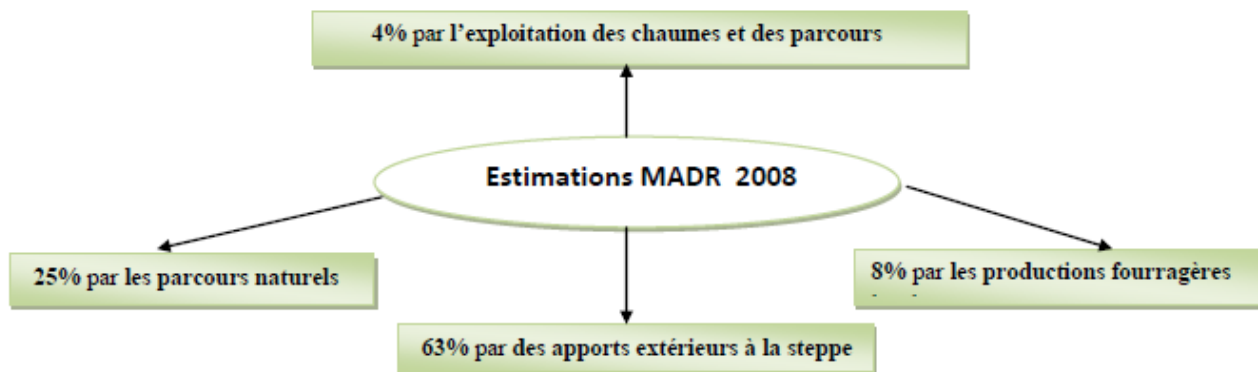 4% par l'exploitation des chaumes et des parcours
Estimations MADR 2008
25% par les parcours naturels
8% par les productions fourragères
63% par des apports extérieurs à la steppe